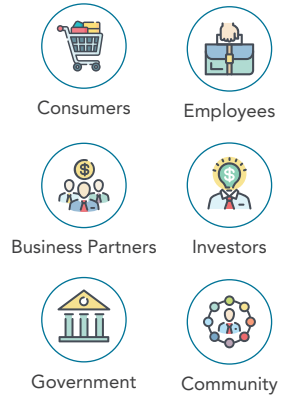 Consumers
Employees
Business Partners
Investors
Government
Community